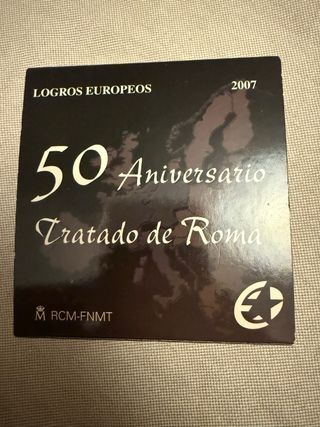 LOGROS EUROPEOS 2007
50 Aniversario
Tratado de Roma
M RCM-FNMT